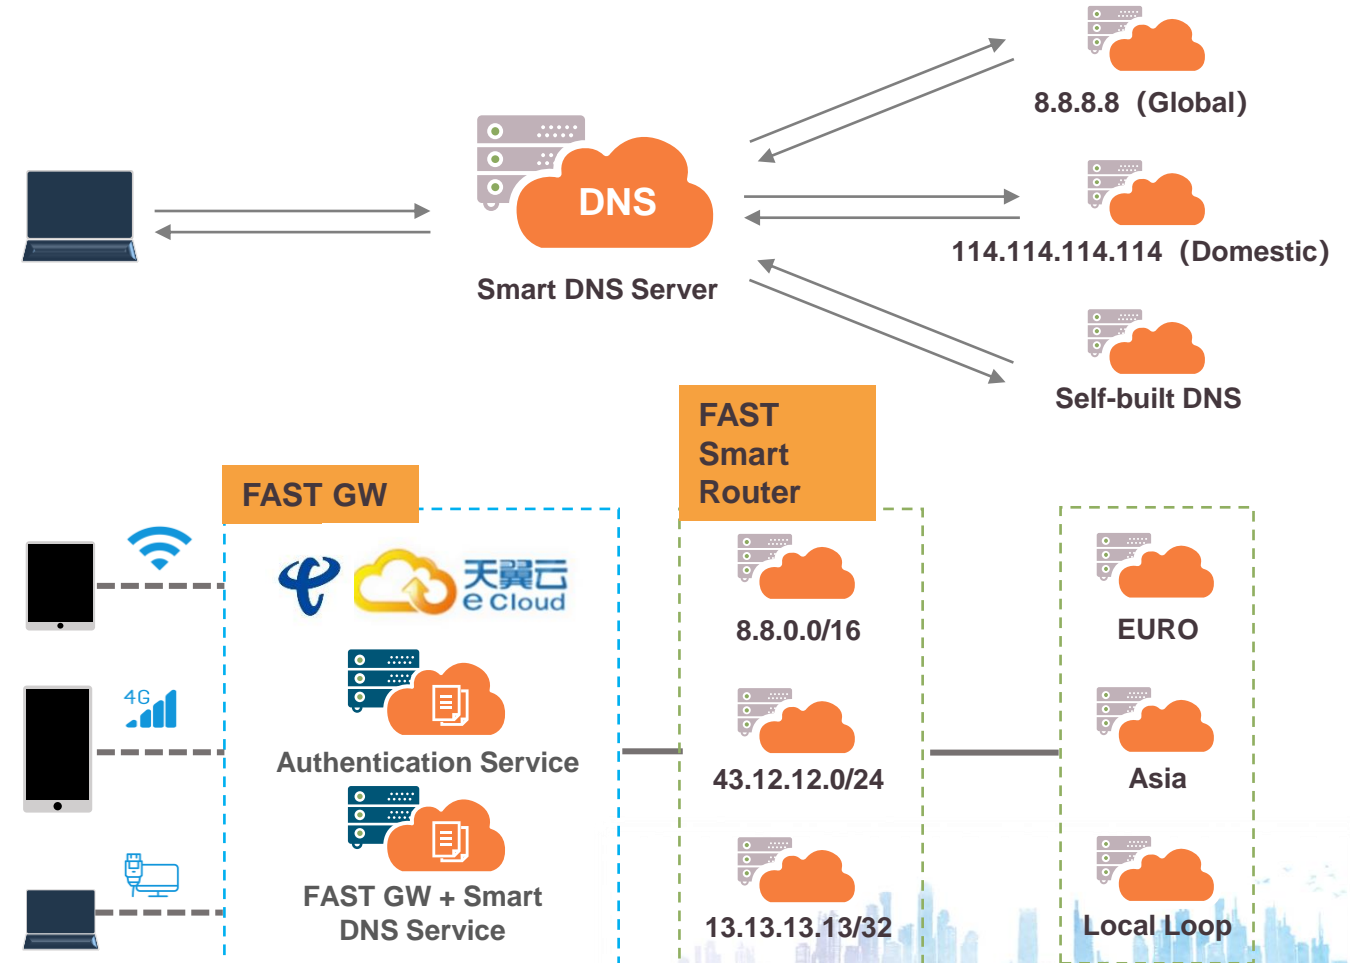 8.8.8.8（Global）
DNS
114.114.114.114（Domestic）
Smart DNS Server
Self-built DNS
FAST
Smart
Router
FAST GW
天翼云
e Cloud
8.8.0.0/16
EURO
4G
Authentication Service
43.12.12.0/24
Asia
FAST GW + Smart
DNS Service
13.13.13.13/32
Local Loop